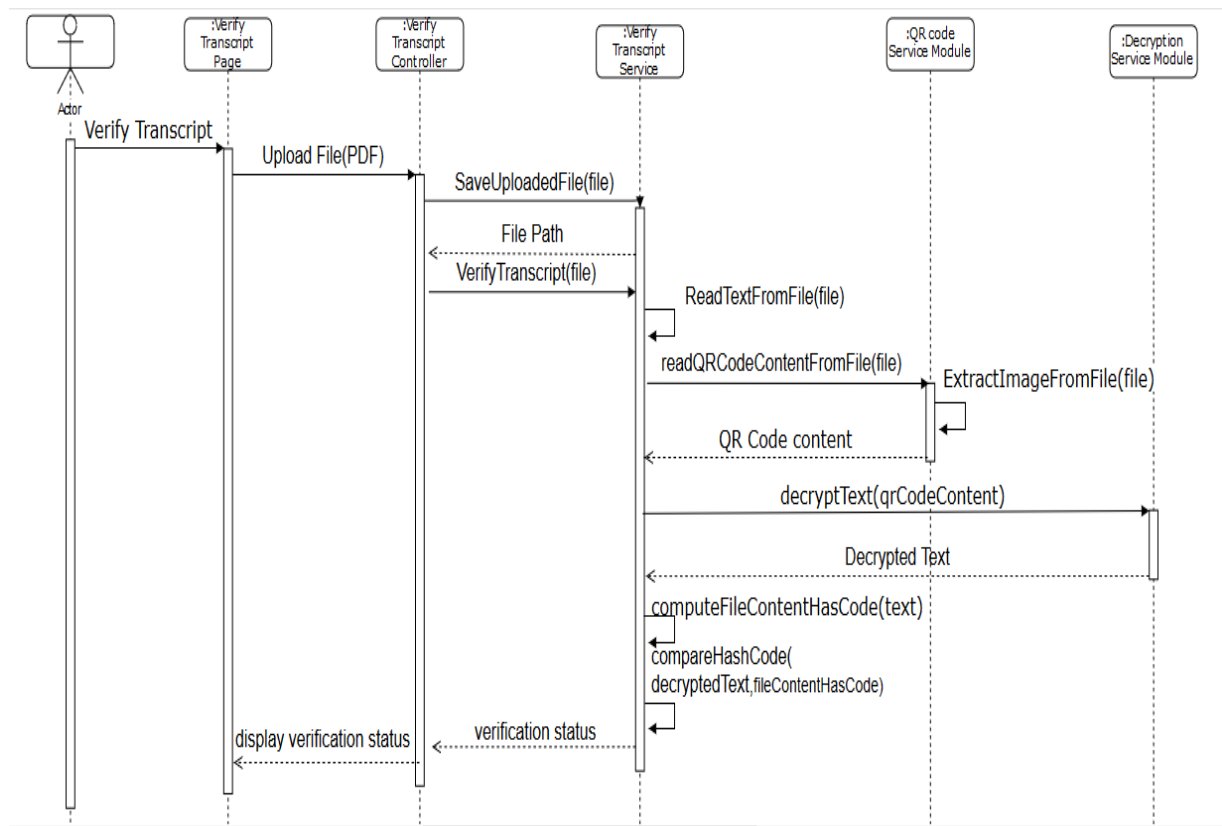 :Verify
Transcript
Page
:Verify
Transcript
Controller
:Verify
Transcript
Service
:QR code
Service Module
:Decryption
Service Module
Actor
Verify Transcript
Upload File(PDF)
SaveUploadedFile(file)
File Path
VerifyTranscript(file)
ReadTextFromFile(file)
readQRCodeContentFromFile(file)
ExtractImageFromFile(file)
QR Code content
decryptText(qrCodeContent)
Decrypted Text
computeFileContentHasCode(text)
compareHashCode(
decryptedText,fileContentHasCode)
verification status
display verification status